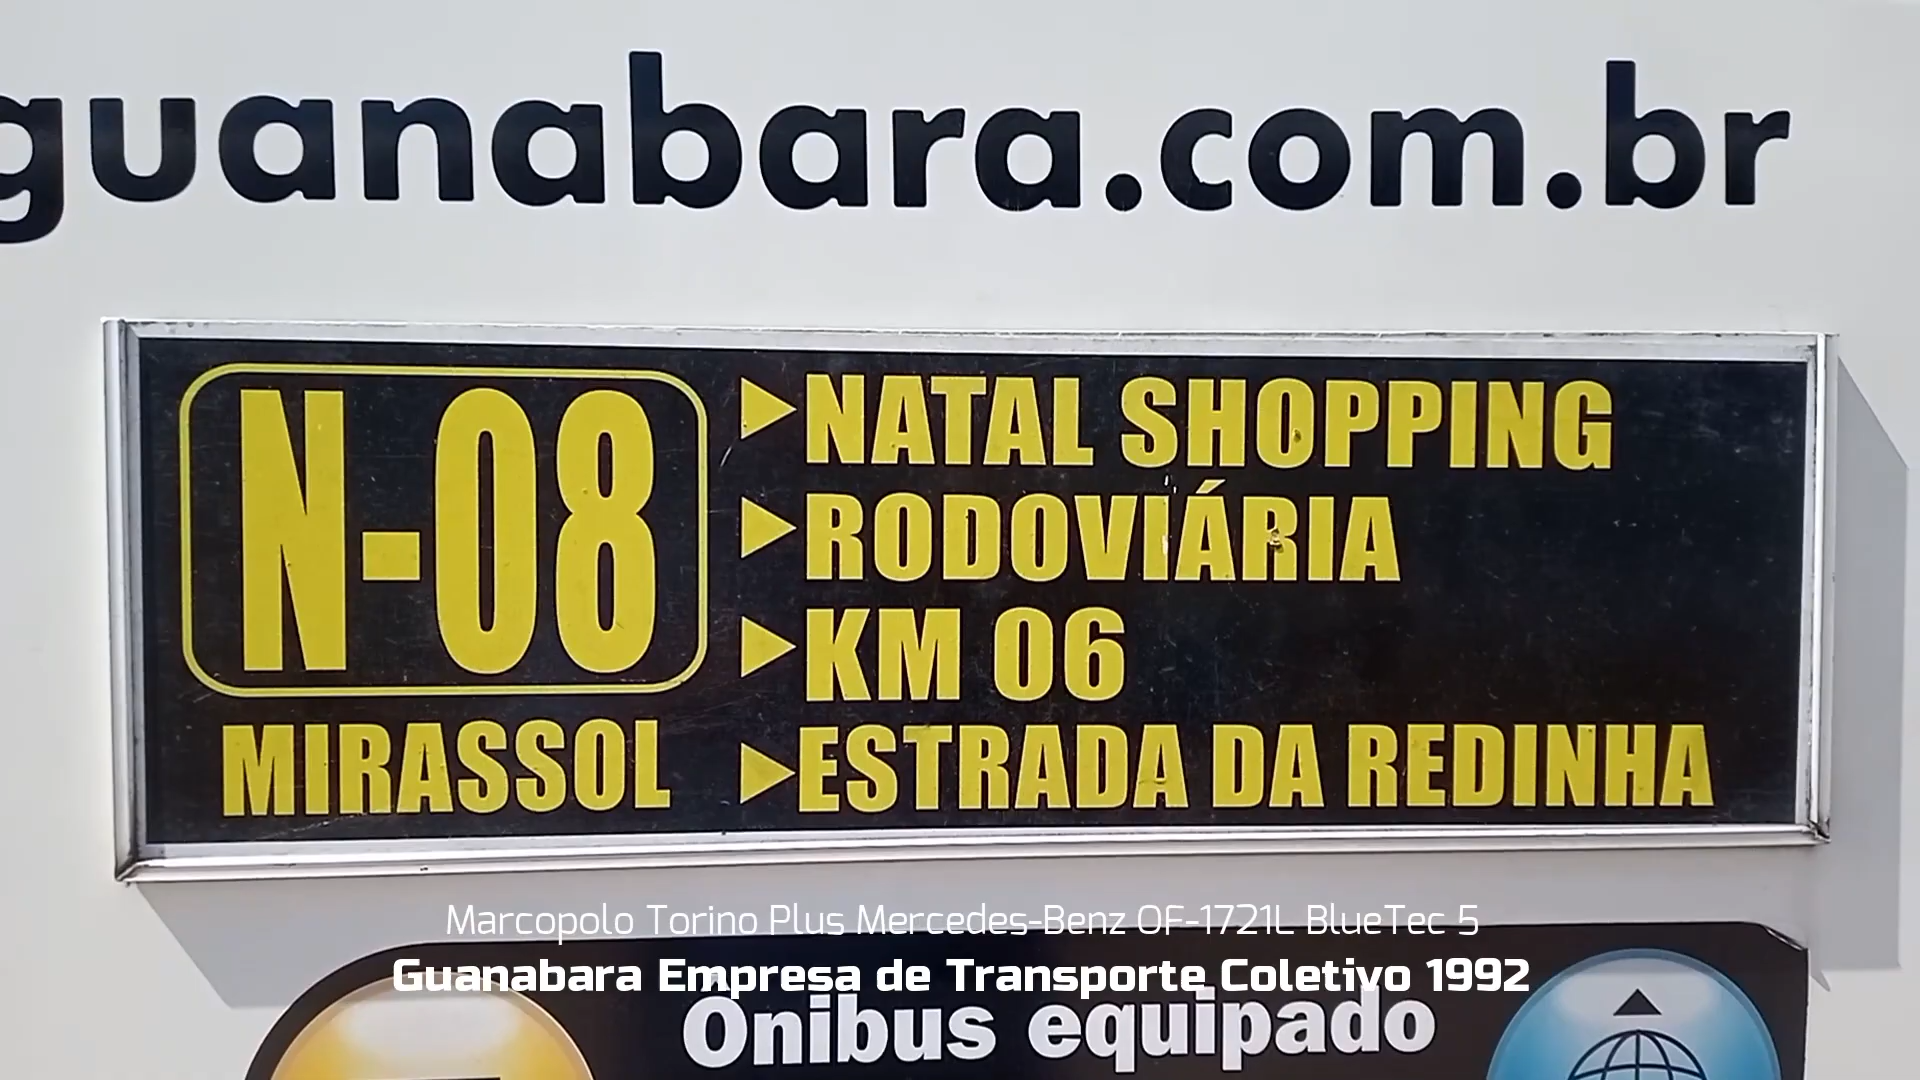 guanabara.com.br
N-08
MIRASSOL
NATAL SHOPPING
RODOVIÁRIA
KM 06
ESTRADA DA REDINHA
Marcopolo Torino Plus Mercedes-Benz OF-1721L BlueTec 5
Guanabara Empresa de Transporte Coletivo 1992
Ônibus equipado